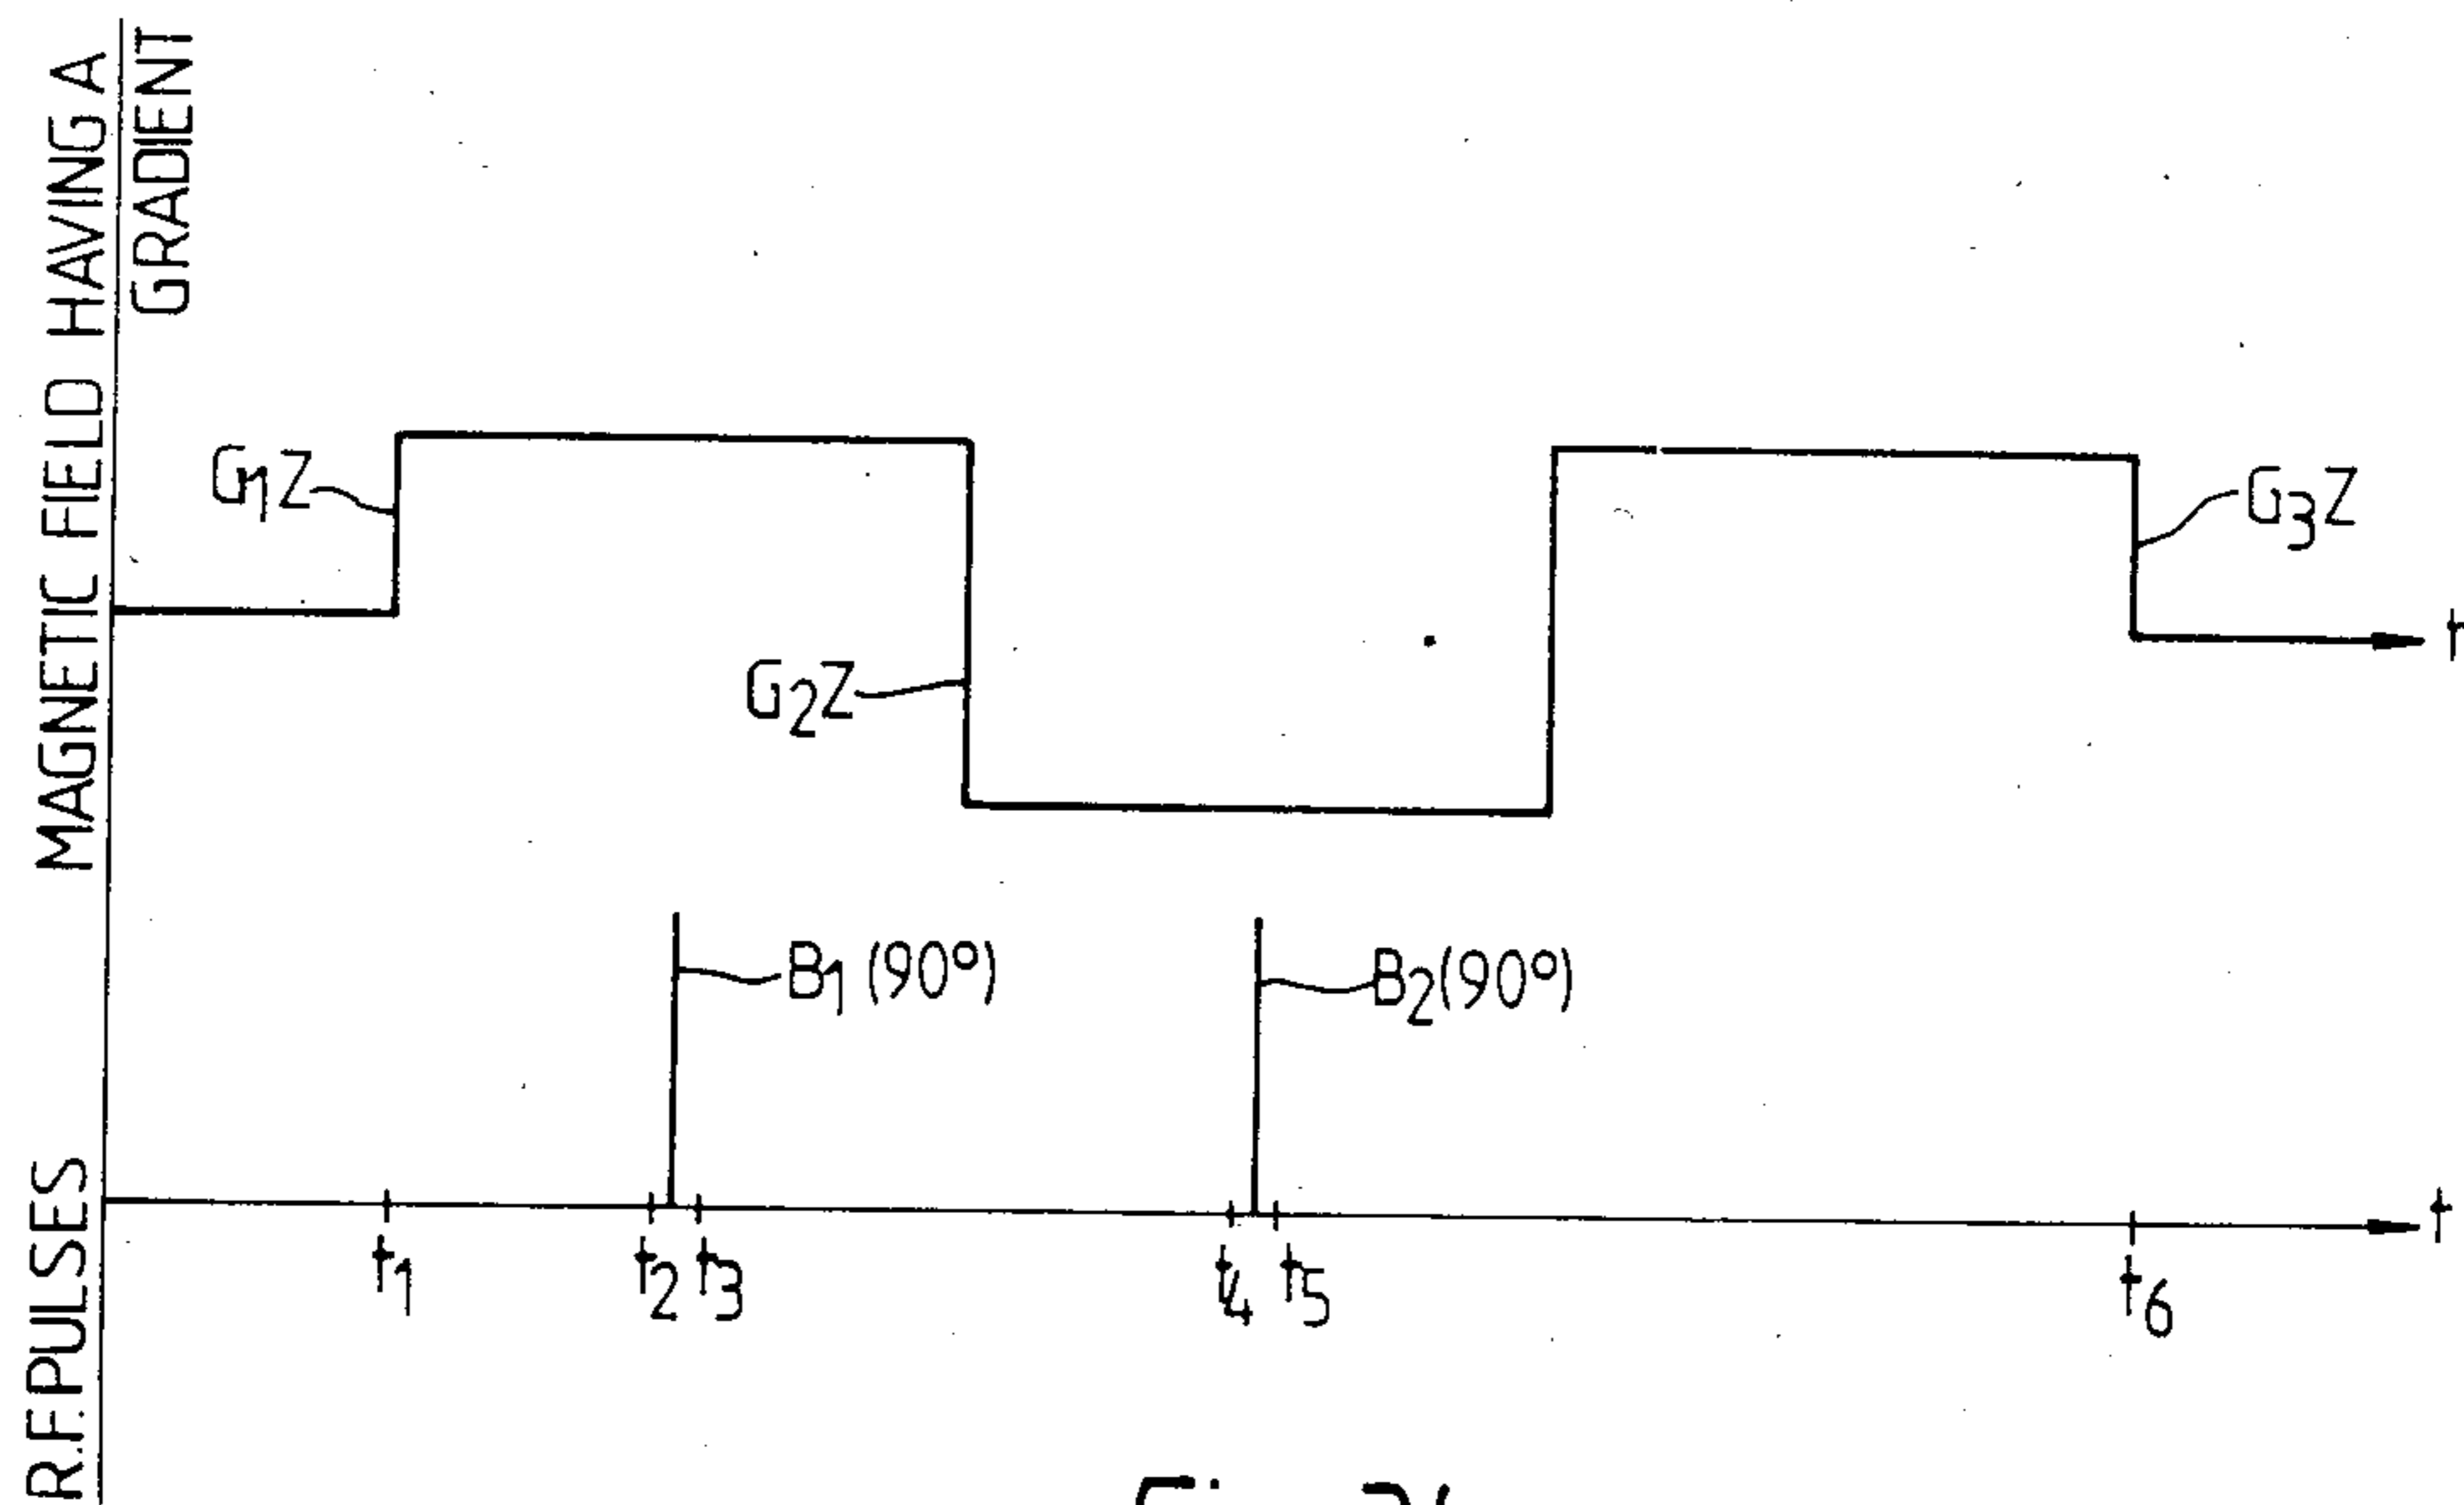 MAGNETIC FIELD HAVING A
GRADIENT
G1Z
G2Z
G3Z
t
B1 (90°)
B2 (90°)
R.F. PULSES
t
t1
t2
t3
t4
t5
t6